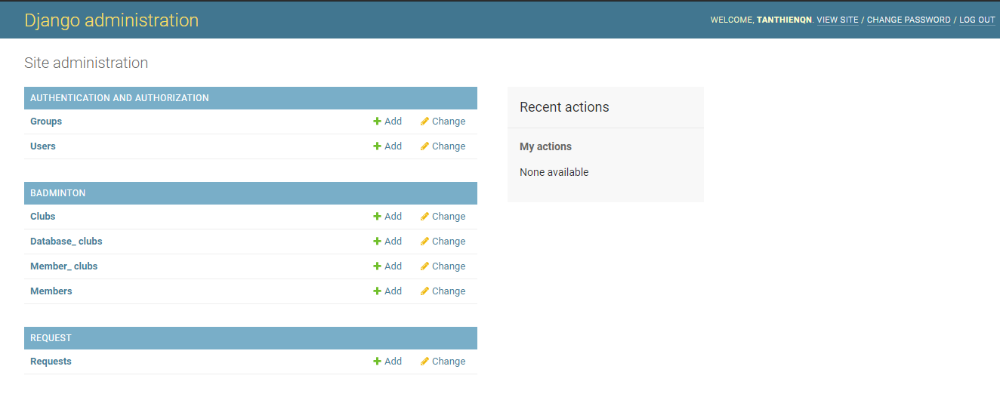 Django administration
WELCOME, TANTHIENQN. VIEW SITE / CHANGE PASSWORD / LOG OUT
Site administration
AUTHENTICATION AND AUTHORIZATION
Groups Add Change
Users Add Change
BADMINTON
Clubs Add Change
Database_ clubs Add Change
Member_ clubs Add Change
Members Add Change
REQUEST
Requests Add Change
Recent actions
My actions
None available